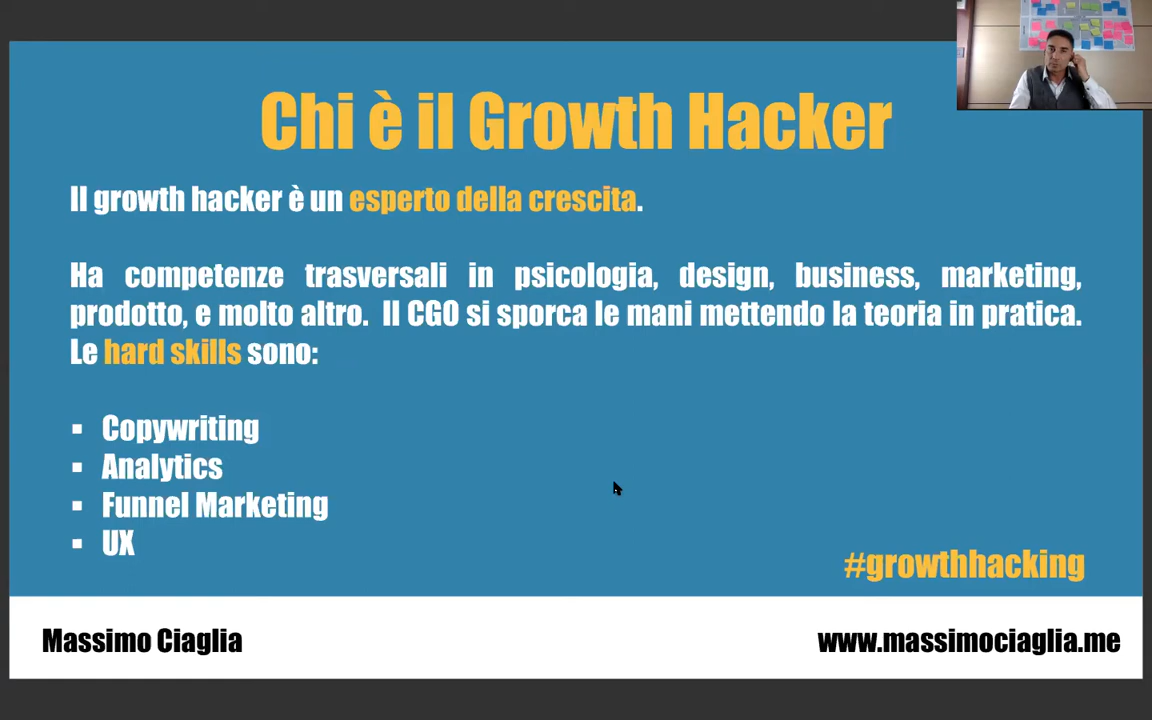 Chi è il Growth Hacker
Il growth hacker è un esperto della crescita.
Ha competenze trasversali in psicologia, design, business, marketing,
prodotto, e molto altro. Il CGO si sporca le mani mettendo la teoria in pratica.
Le hard skills sono:
▪ Copywriting
▪ Analytics
▪ Funnel Marketing
▪ UX
#growthhacking
Massimo Ciaglia
www.massimociaglia.me